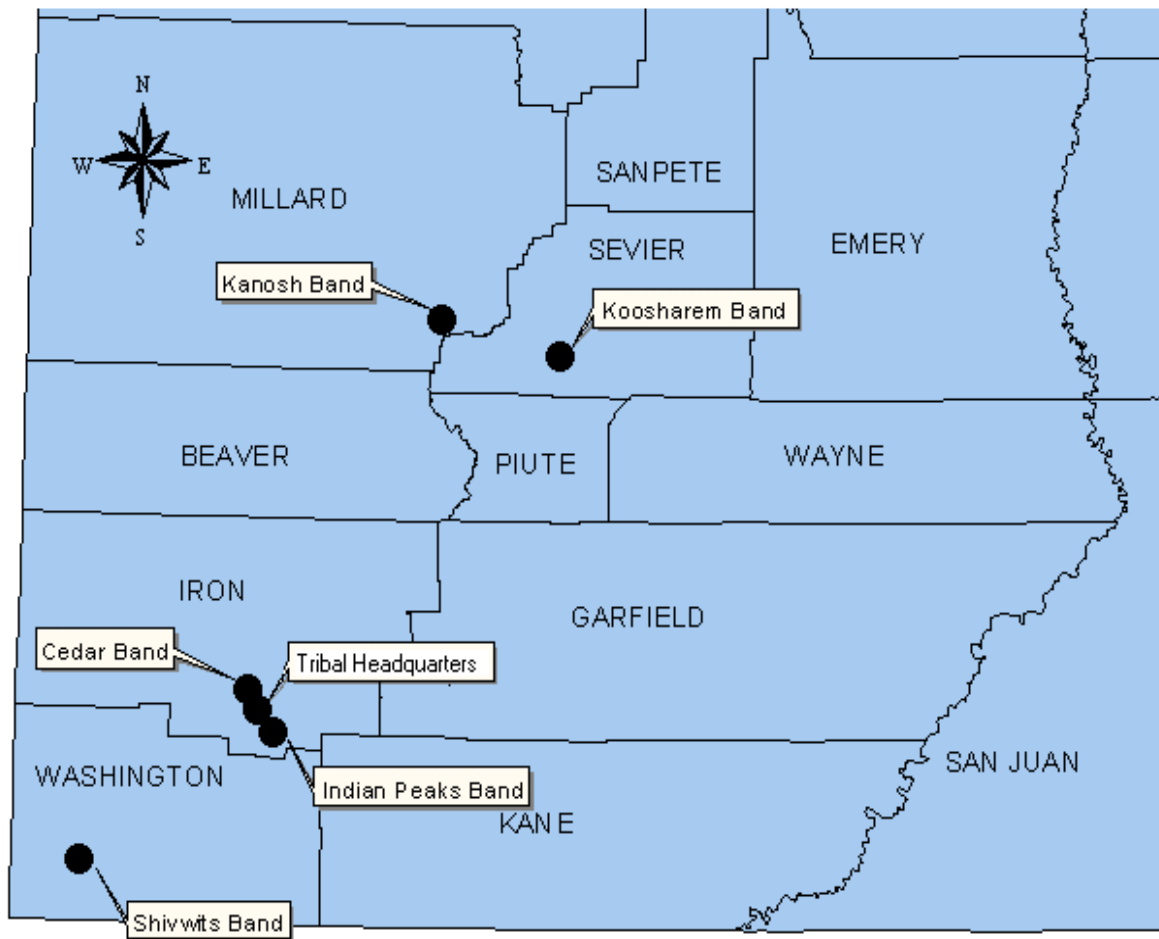 N
W E
S
MILLARD
SANPETE
SEVIER
EMERY
Kanosh Band
Koosharem Band
BEAVER
PIUTE
WAYNE
IRON
GARFIELD
Cedar Band
Tribal Headquarters
WASHINGTON
Indian Peaks Band
SAN JUAN
KANE
Shivwits Band